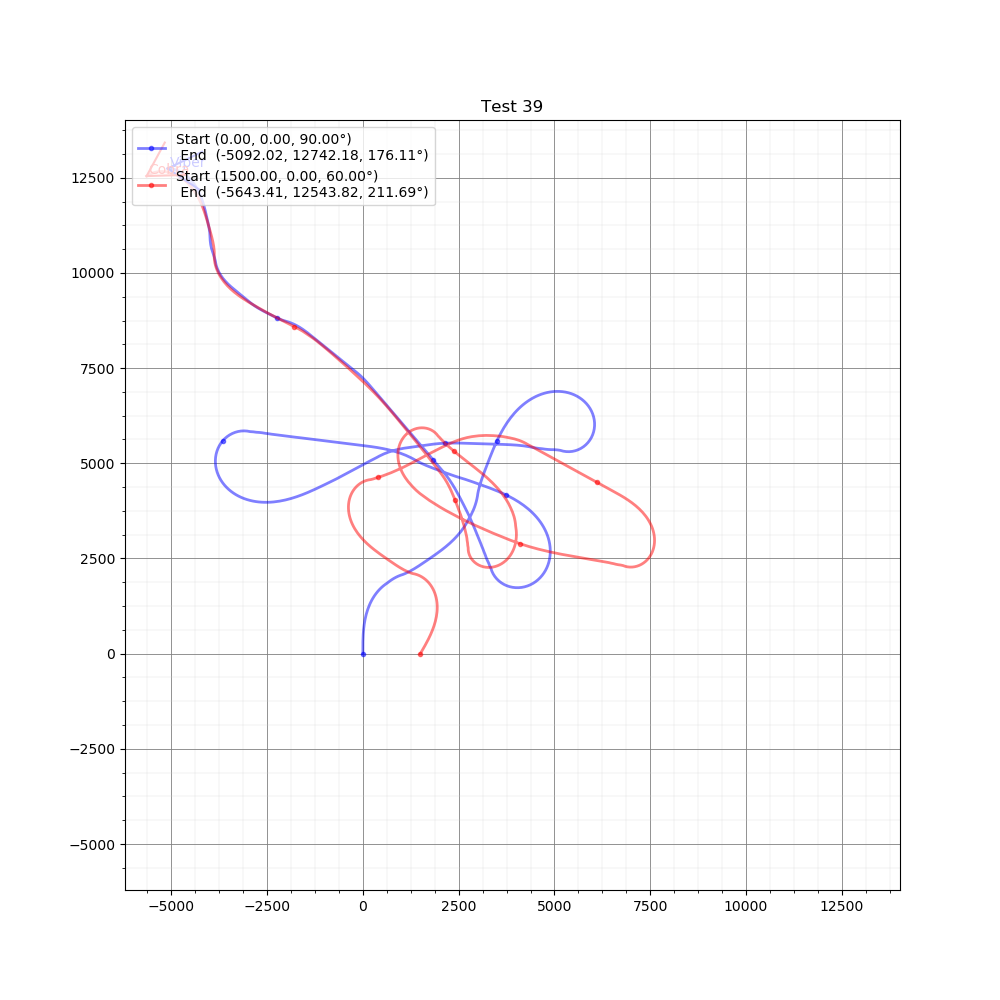 Test 39
Start (0.00, 0.00, 90.00°)
End (-5092.02, 12742.18, 176.11°)
Start (1500.00, 0.00, 60.00°)
End (-5643.41, 12543.82, 211.69°)
Viper
12500
10000
7500
5000
2500
0
−2500
−5000
−5000 −2500 0 2500 5000 7500 10000 12500